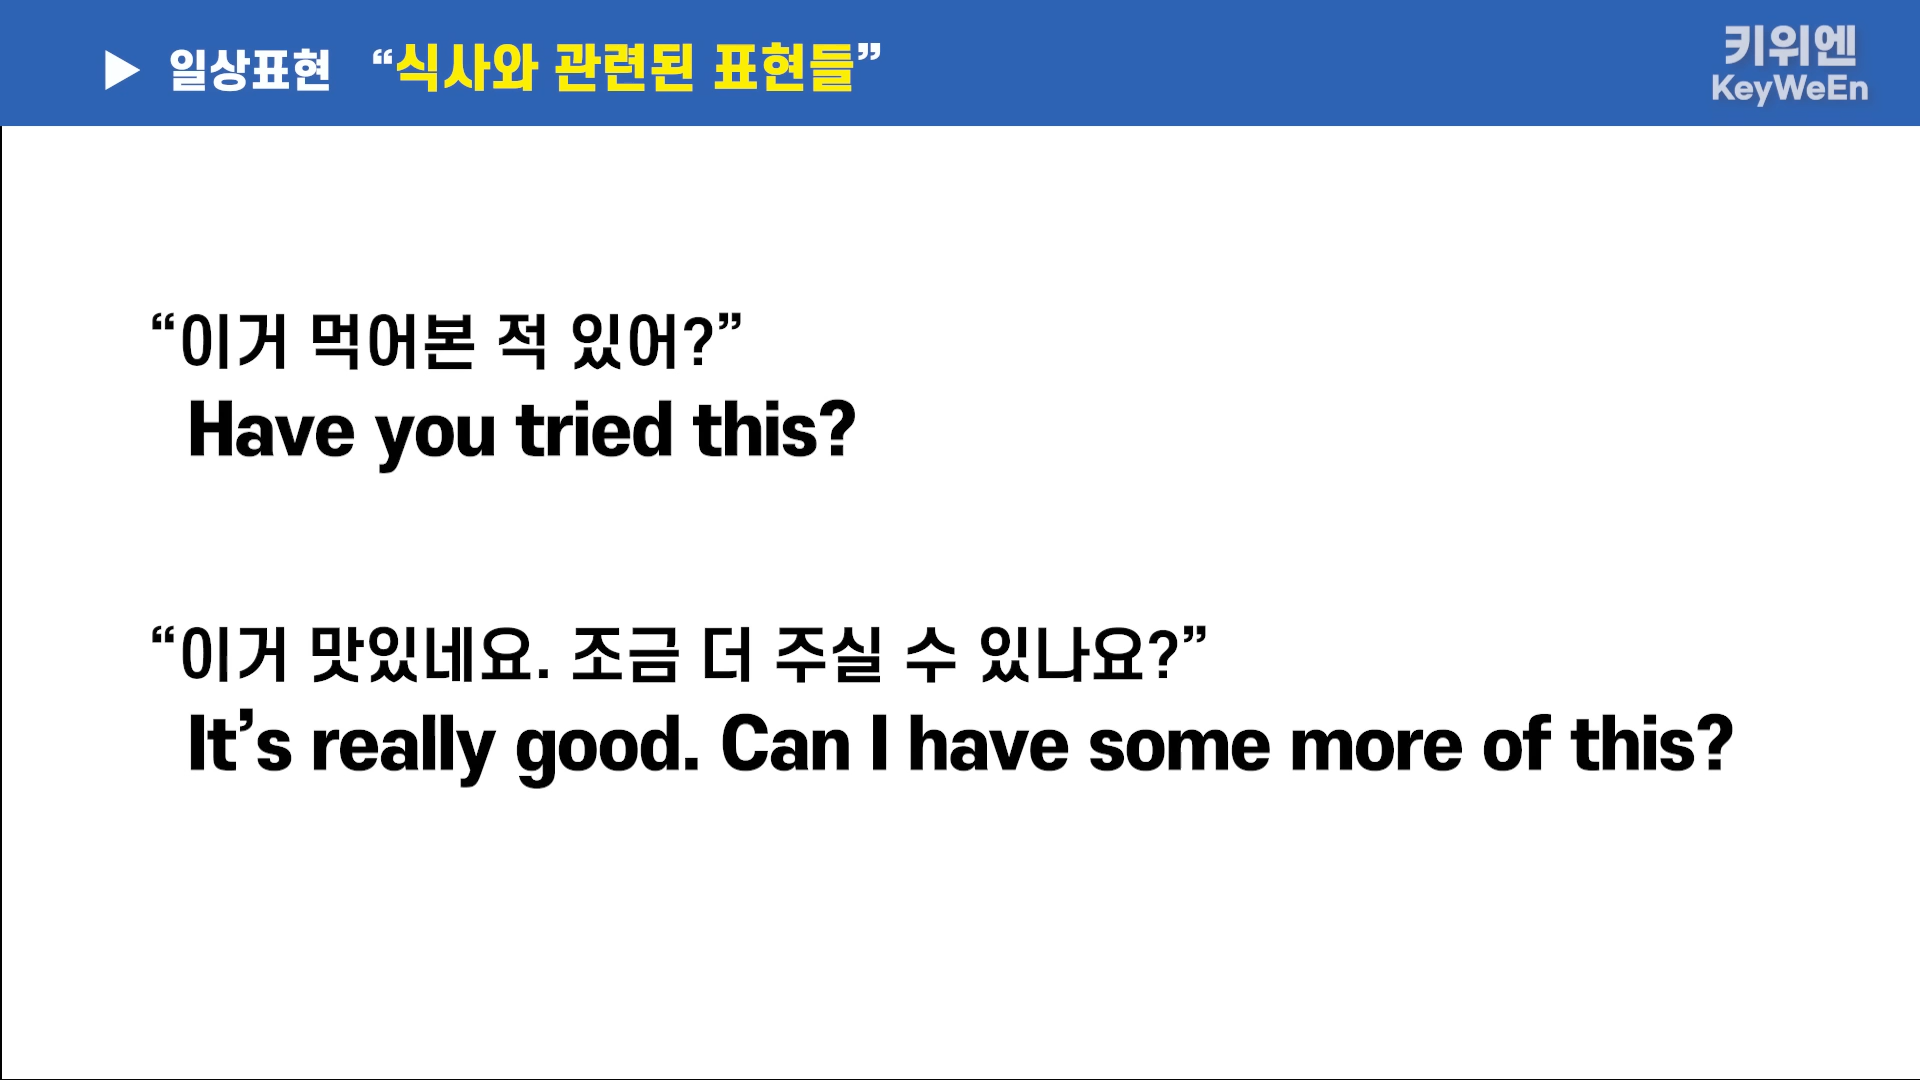 ▶ 일상표현 “식사와 관련된 표현들”
키위엔
KeyWeEn
“이거 먹어본 적 있어?”
Have you tried this?
“이거 맛있네요. 조금 더 주실 수 있나요?”
It’s really good. Can I have some more of this?